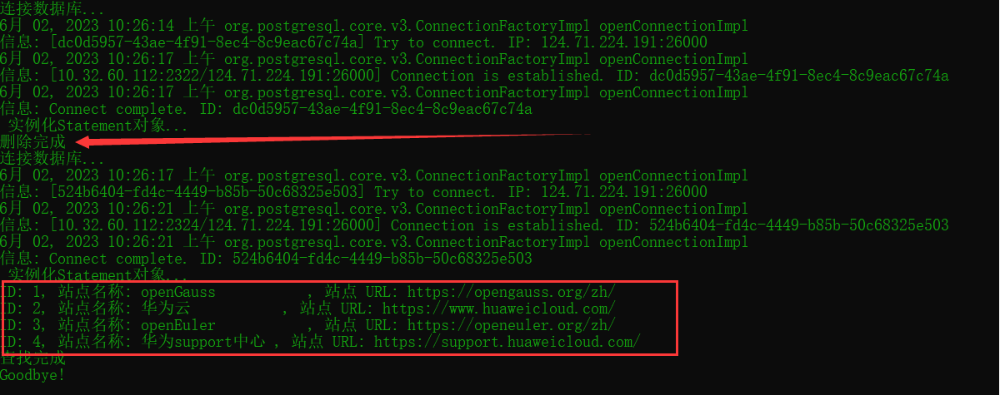 连接数据库...
6月 02, 2023 10:26:14 上午 org.postgresql.core.v3.ConnectionFactoryImpl openConnectionImpl
信息: [dc0d5957-43ae-4f91-8ec4-8c9eac67c74a] Try to connect. IP: 124.71.224.191:26000
6月 02, 2023 10:26:17 上午 org.postgresql.core.v3.ConnectionFactoryImpl openConnectionImpl
信息: [10.32.60.112:2322/124.71.224.191:26000] Connection is established. ID: dc0d5957-43ae-4f91-8ec4-8c9eac67c74a
6月 02, 2023 10:26:17 上午 org.postgresql.core.v3.ConnectionFactoryImpl openConnectionImpl
信息: Connect complete. ID: dc0d5957-43ae-4f91-8ec4-8c9eac67c74a
 实例化Statement对象...
删除完成
连接数据库...
6月 02, 2023 10:26:17 上午 org.postgresql.core.v3.ConnectionFactoryImpl openConnectionImpl
信息: [524b6404-fd4c-4449-b85b-50c68325e503] Try to connect. IP: 124.71.224.191:26000
6月 02, 2023 10:26:21 上午 org.postgresql.core.v3.ConnectionFactoryImpl openConnectionImpl
信息: [10.32.60.112:2324/124.71.224.191:26000] Connection is established. ID: 524b6404-fd4c-4449-b85b-50c68325e503
6月 02, 2023 10:26:21 上午 org.postgresql.core.v3.ConnectionFactoryImpl openConnectionImpl
信息: Connect complete. ID: 524b6404-fd4c-4449-b85b-50c68325e503
 实例化Statement对象...
ID: 1, 站点名称: openGauss           , 站点 URL: https://opengauss.org/zh/
ID: 2, 站点名称: 华为云           , 站点 URL: https://www.huaweicloud.com/
ID: 3, 站点名称: openEuler           , 站点 URL: https://openeuler.org/zh/
ID: 4, 站点名称: 华为support中心 , 站点 URL: https://support.huaweicloud.com/
查找完成
Goodbye!